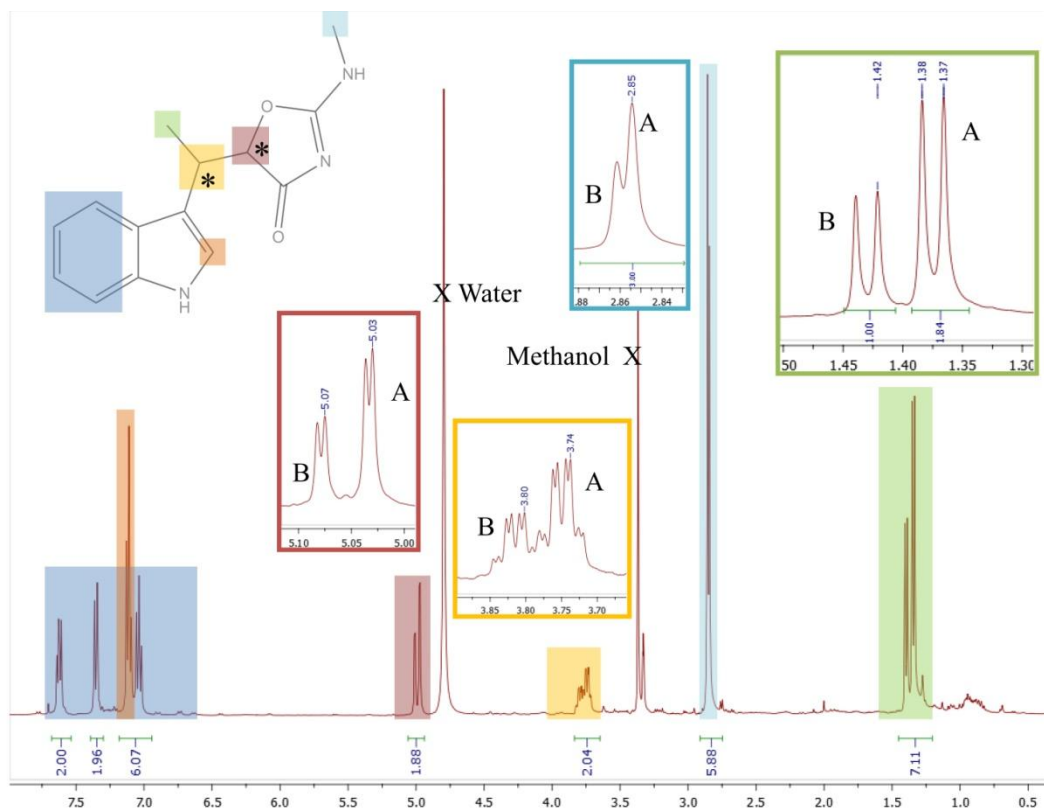 NH
O
*
N
*
O
N
H
X Water
Methanol X
2.85
A
B
3.00
.88 2.86 2.84
1.42
1.38
1.37
A
B
1.00
1.84
50 1.45 1.40 1.35 1.30
5.07
5.03
A
B
5.10 5.05 5.00
3.80
3.74
A
B
3.85 3.80 3.75 3.70
2.00
1.96
6.07
1.88
2.04
5.88
7.11
7.5 7.0 6.5 6.0 5.5 5.0 4.5 4.0 3.5 3.0 2.5 2.0 1.5 1.0 0.5